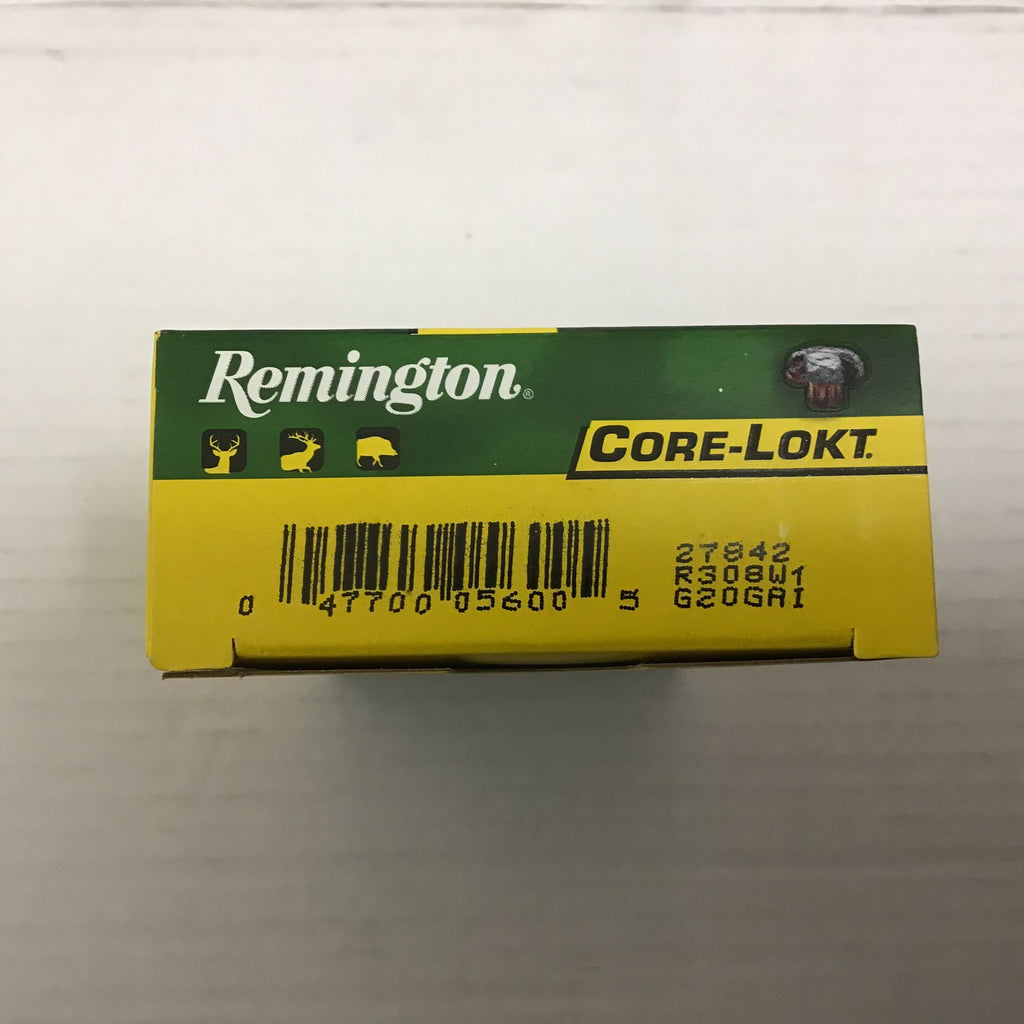 Remington®
CORE-LOKT®
27842
R308W1
G20GAI
0 47700 05600 5